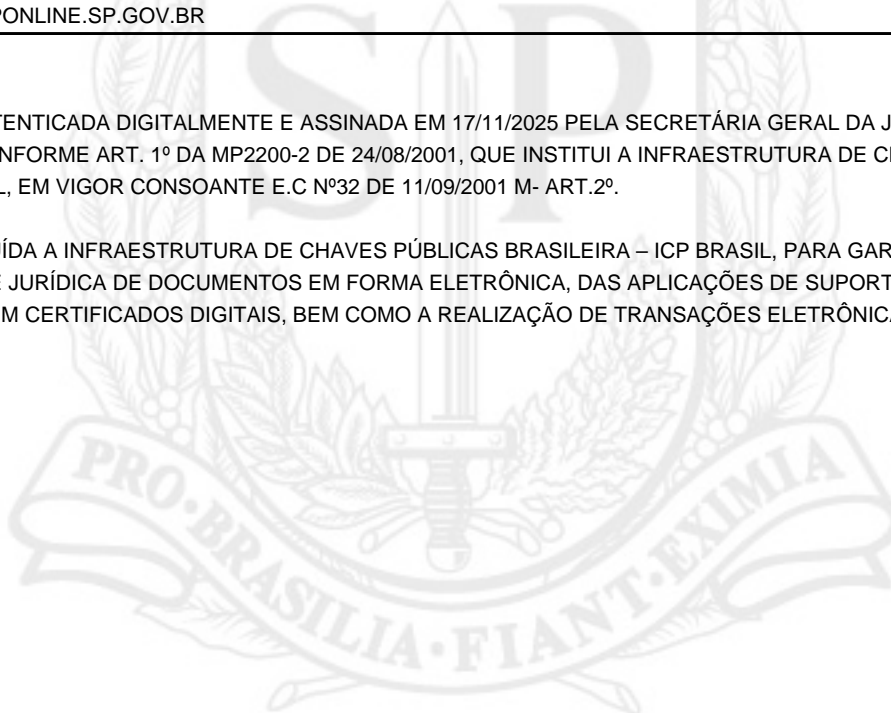 PONLINE.SP.GOV.BR
SP
TENTICADA DIGITALMENTE E ASSINADA EM 17/11/2025 PELA SECRETÁRIA GERAL DA J
NFORME ART. 1º DA MP2200-2 DE 24/08/2001, QUE INSTITUI A INFRAESTRUTURA DE C
L, EM VIGOR CONSOANTE E.C Nº32 DE 11/09/2001 M- ART.2º.
ÍDA A INFRAESTRUTURA DE CHAVES PÚBLICAS BRASILEIRA – ICP BRASIL, PARA GAR
E JURÍDICA DE DOCUMENTOS EM FORMA ELETRÔNICA, DAS APLICAÇÕES DE SUPORT
M CERTIFICADOS DIGITAIS, BEM COMO A REALIZAÇÃO DE TRANSAÇÕES ELETRÔNICA
PRO·BRASILIA·FIANT·EXIMIA